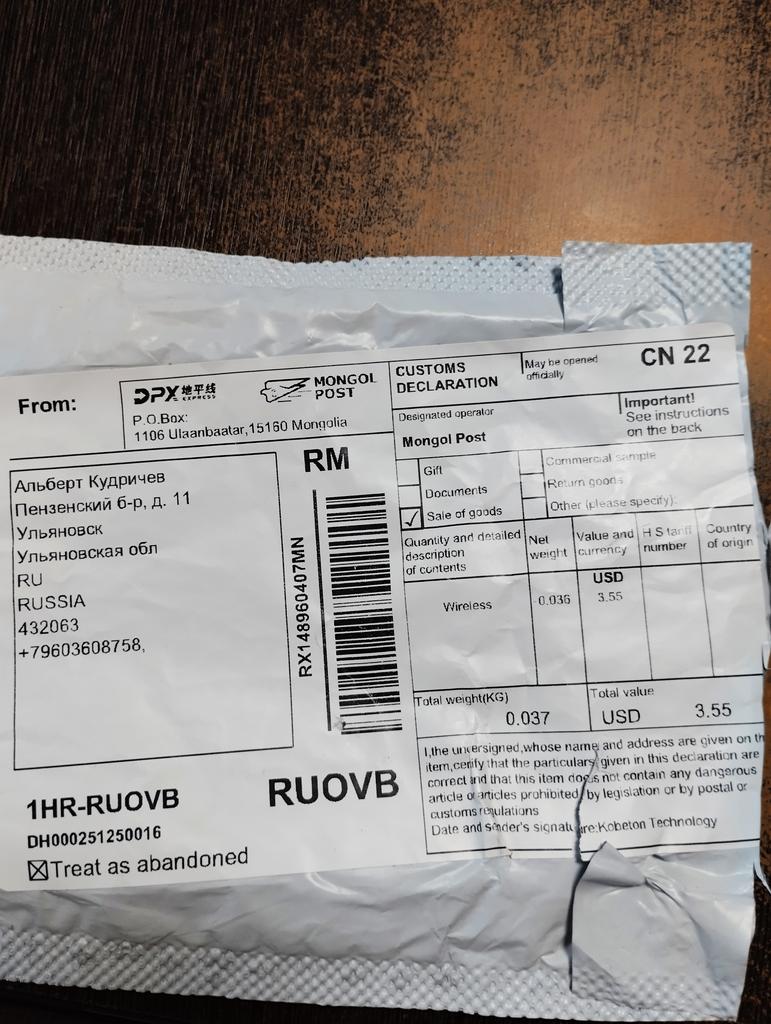 From:
DPX 地平线
EXPRESS
MONGOL
POST
P.O.Box:
1106 Ulaanbaatar,15160 Mongolia
CUSTOMS
DECLARATION
May be opened
officially
CN 22
Designated operator
Mongol Post
Important!
See instructions
on the back
Gift
Documents
✓ Sale of goods
Commercial sample
Return goods
Other (please specify):
Альберт Кудричев
Пензенский б-р, д. 11
Ульяновск
Ульяновская обл
RU
RUSSIA
432063
+79603608758,
RM
RX148960407MN
Quantity and detailed
description
of contents
Net
weight
Value and
currency
H S tariff
number
Country
of origin
USD
Wireless
0.036
3.55
Total weight(KG)
0.037
Total value
USD 3.55
I,the undersigned,whose name and address are given on th
item,cerify that the particulars given in this declaration are
correct and that this item does not contain any dangerous
article or articles prohibited by legislation or by postal or
customs regulations
Date and sender's signature:Kobeton Technology
1HR-RUOVB
RUOVB
DH000251250016
☒Treat as abandoned